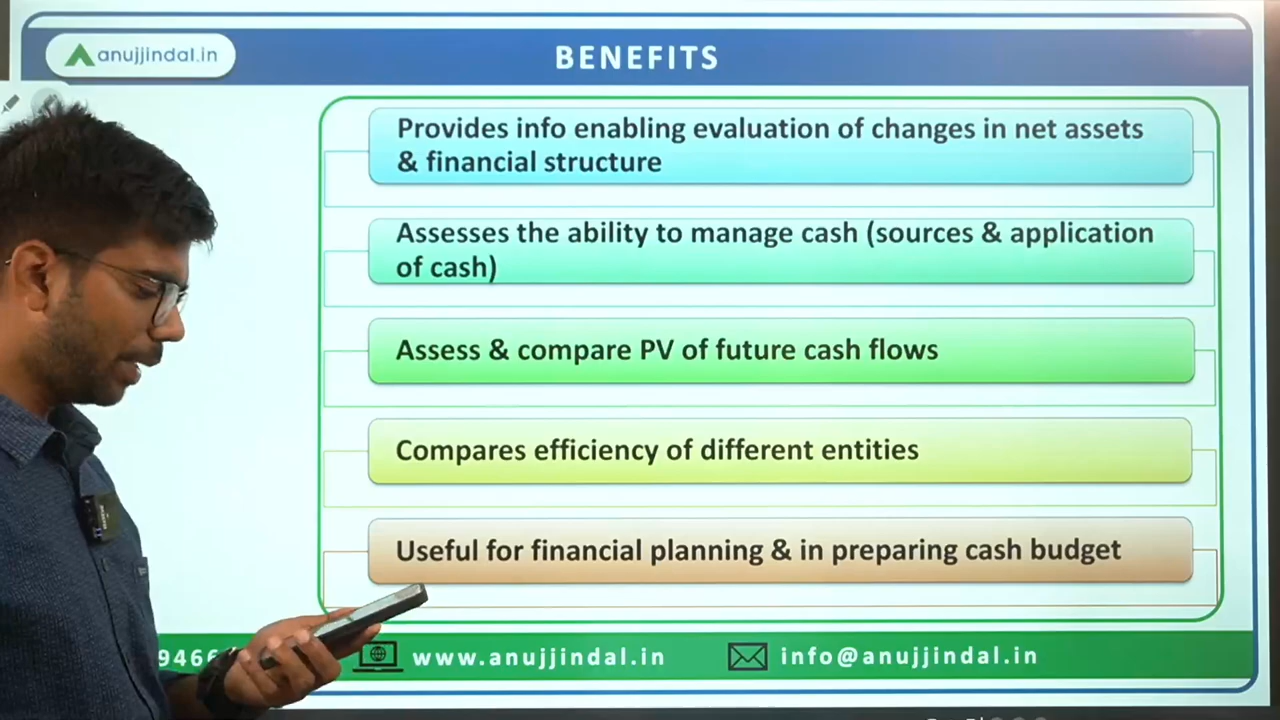 anujjindal.in
BENEFITS
Provides info enabling evaluation of changes in net assets
& financial structure
Assesses the ability to manage cash (sources & application
of cash)
Assess & compare PV of future cash flows
Compares efficiency of different entities
Useful for financial planning & in preparing cash budget
9466
www.anujjindal.in
info@anujjindal.in